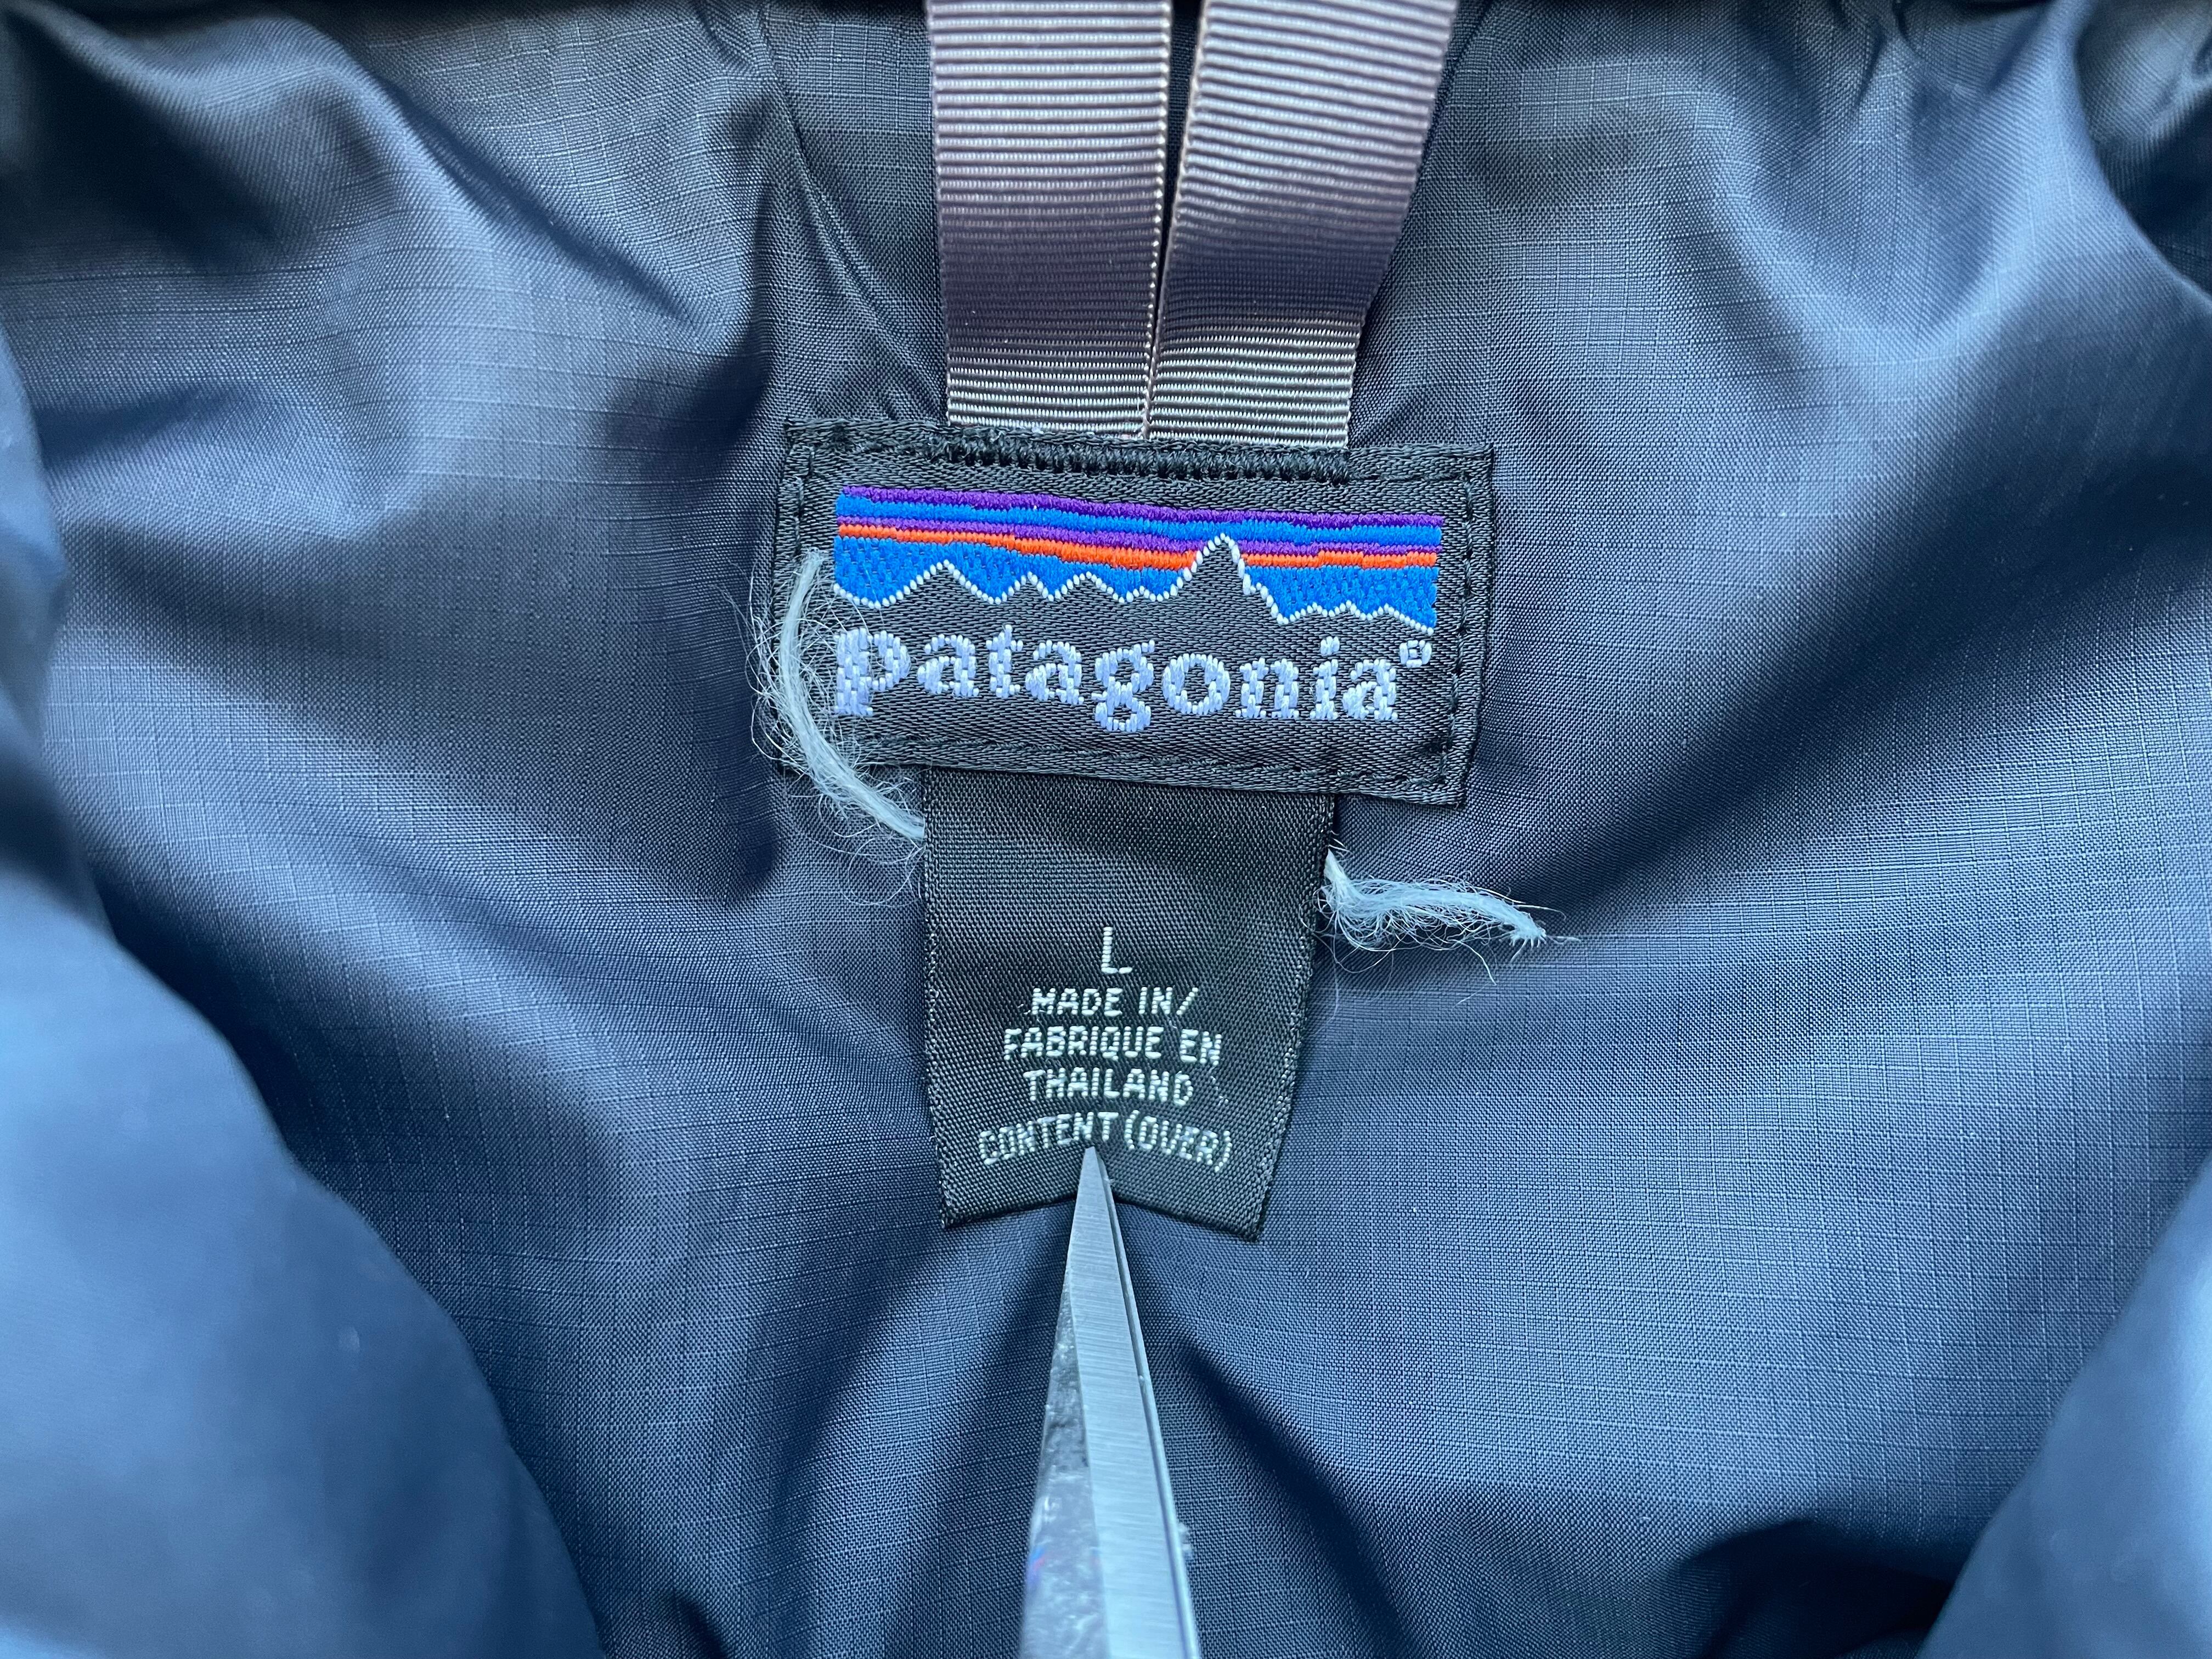 patagonia®
L
MADE IN/
FABRIQUE EN
THAILAND
CONTENT (OVER)